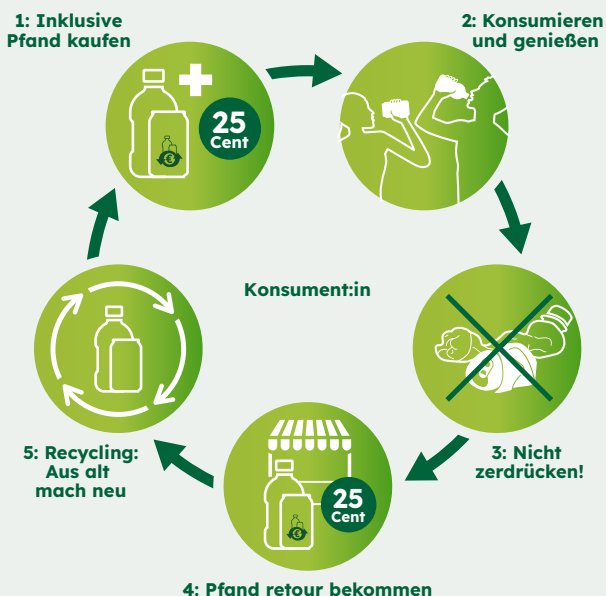 1: Inklusive
Pfand kaufen
25
Cent
2: Konsumieren
und genießen
Konsument:in
3: Nicht
zerdrücken!
25
Cent
4: Pfand retour bekommen
5: Recycling:
Aus alt
mach neu